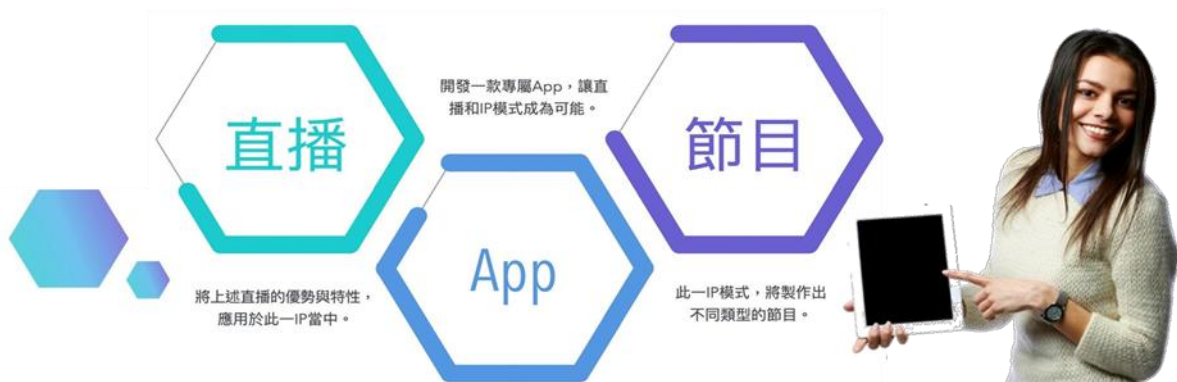 直播
將上述直播的優勢與特性，
應用於此一IP當中。
開發一款專屬App，讓直
播和IP模式成為可能。
App
節目
此一IP模式，將製作出
不同類型的節目。